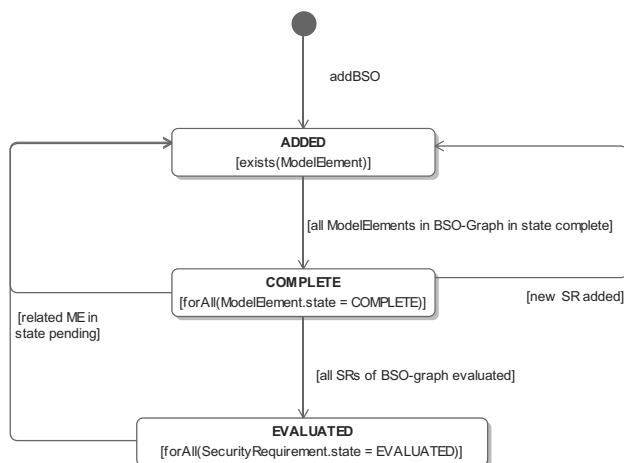 addBSO
ADDED
[exists(ModelElement)]
[all ModelElements in BSO-Graph in state complete]
COMPLETE
[forAll(ModelElement.state = COMPLETE)]
[related ME in
state pending]
[new SR added]
[all SRs of BSO-graph evaluated]
EVALUATED
[forAll(SecurityRequirement.state = EVALUATED)]